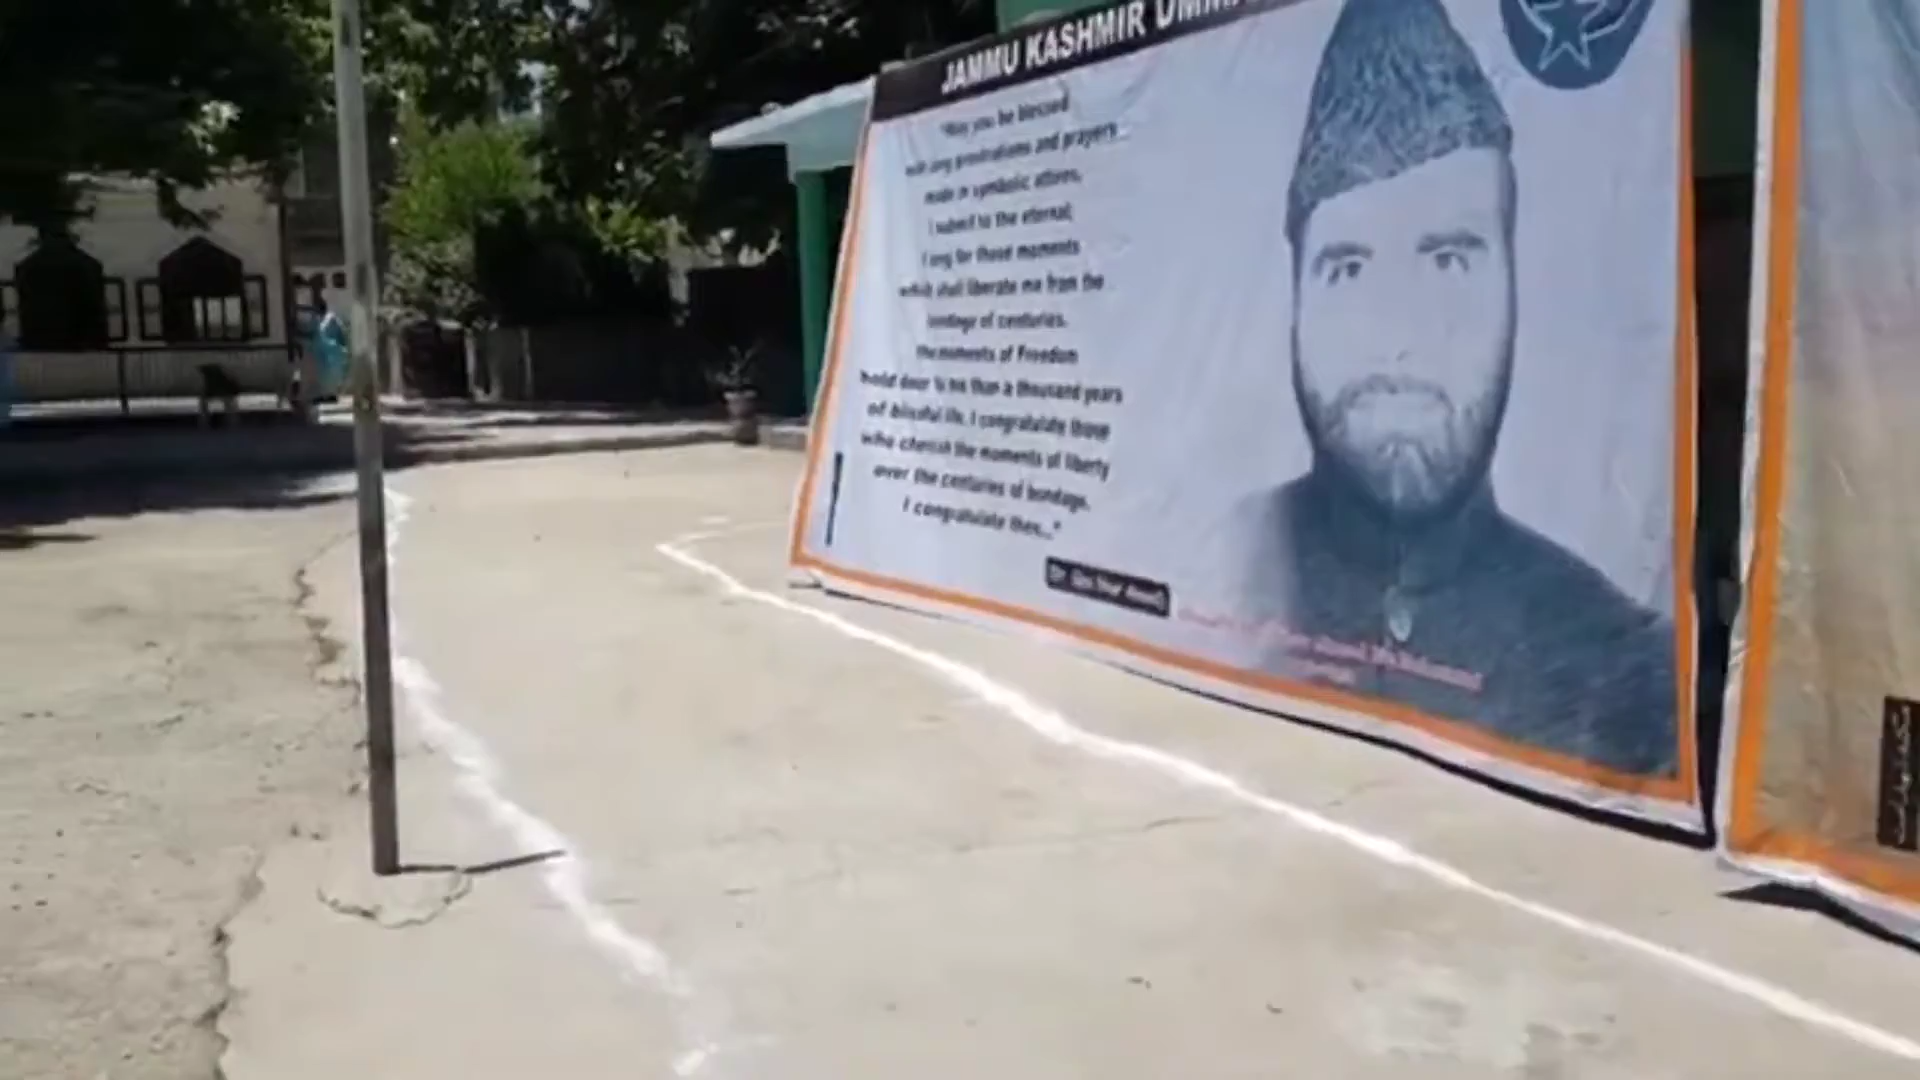 JAMMU KASHMIR UMMA
"May you be blessed
with long prostrations and prayers
made in symbolic attires,
I submit to the eternal;
I long for those moments
which shall liberate me from the
bondage of centuries.
the moments of Freedom
dear to me than a thousand years
of blissful life. I congratulate those
who cherish the moments of liberty
over the centuries of bondage.
I congratulate them..."
Dr.